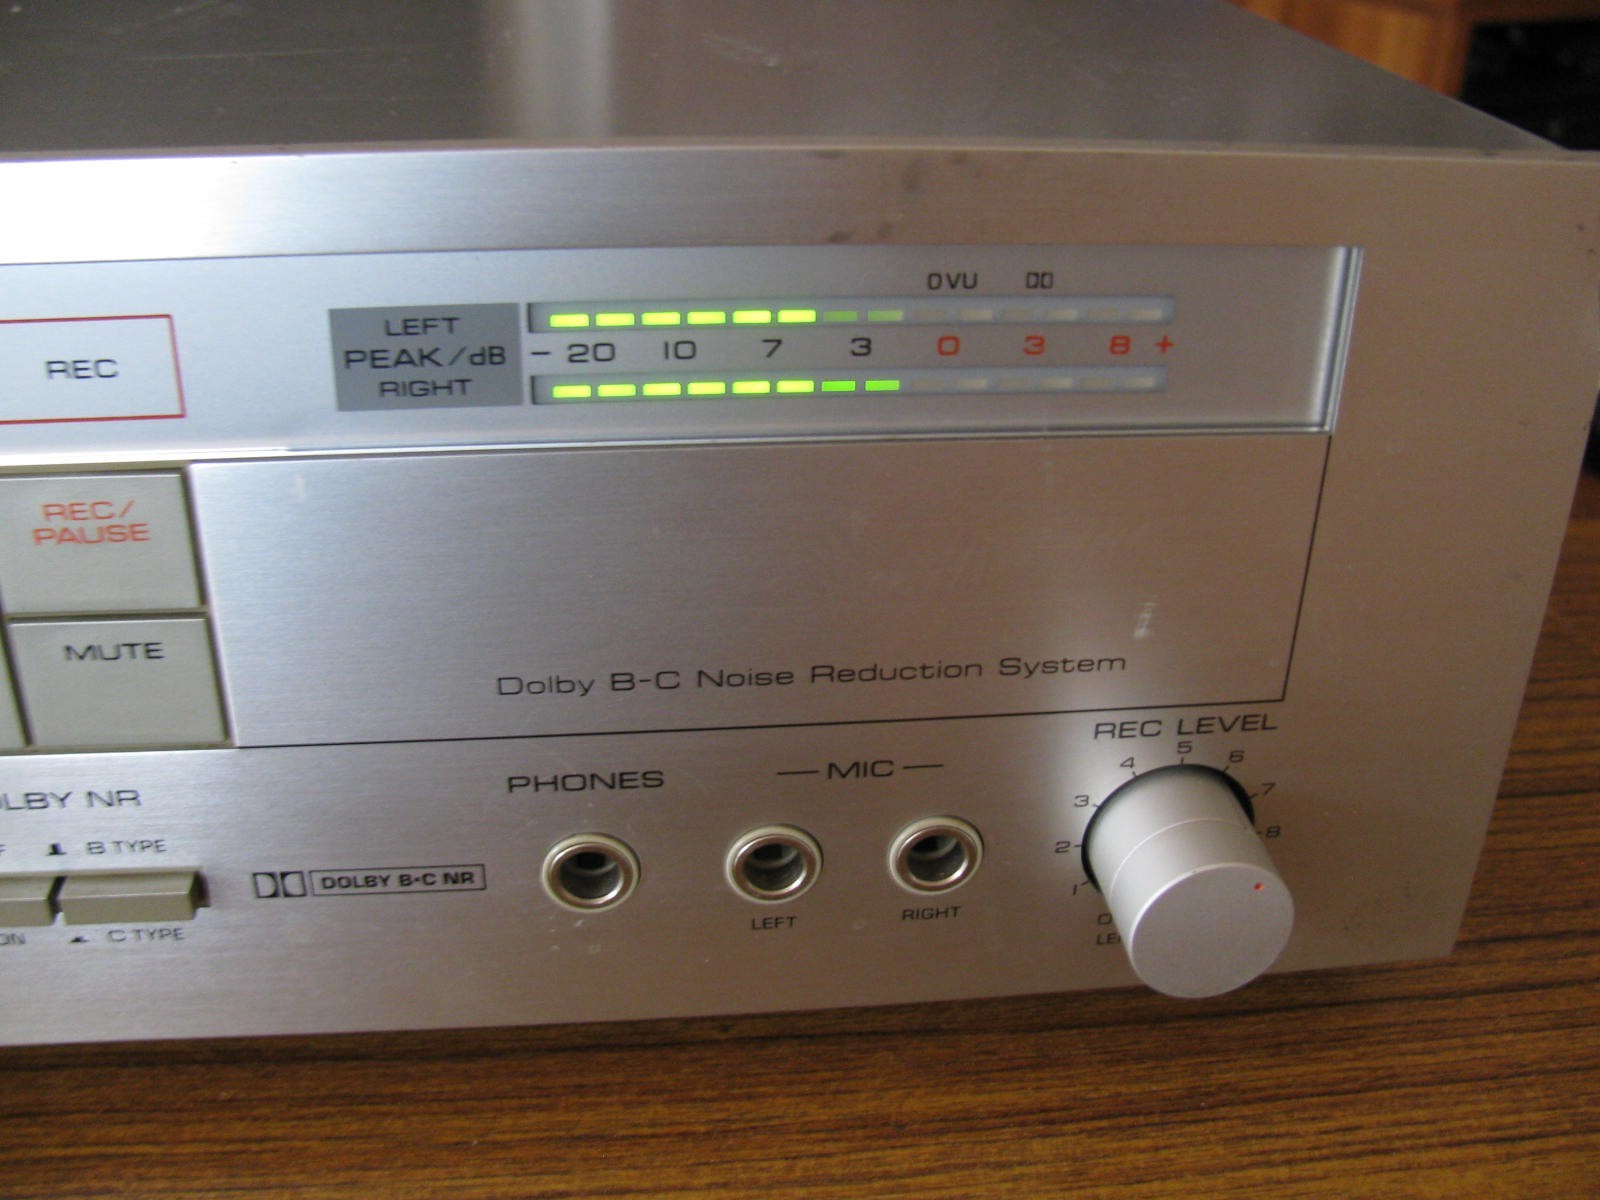 0VU
LEFT
PEAK/dB
RIGHT
- 20 10 7 3 0 3 8 +
REC
REC/
PAUSE
MUTE
Dolby B-C Noise Reduction System
REC LEVEL
1 2 3 4 5 6 7 8
PHONES
MIC
LEFT
RIGHT
NR
B TYPE
C TYPE
DOLBY B·C NR